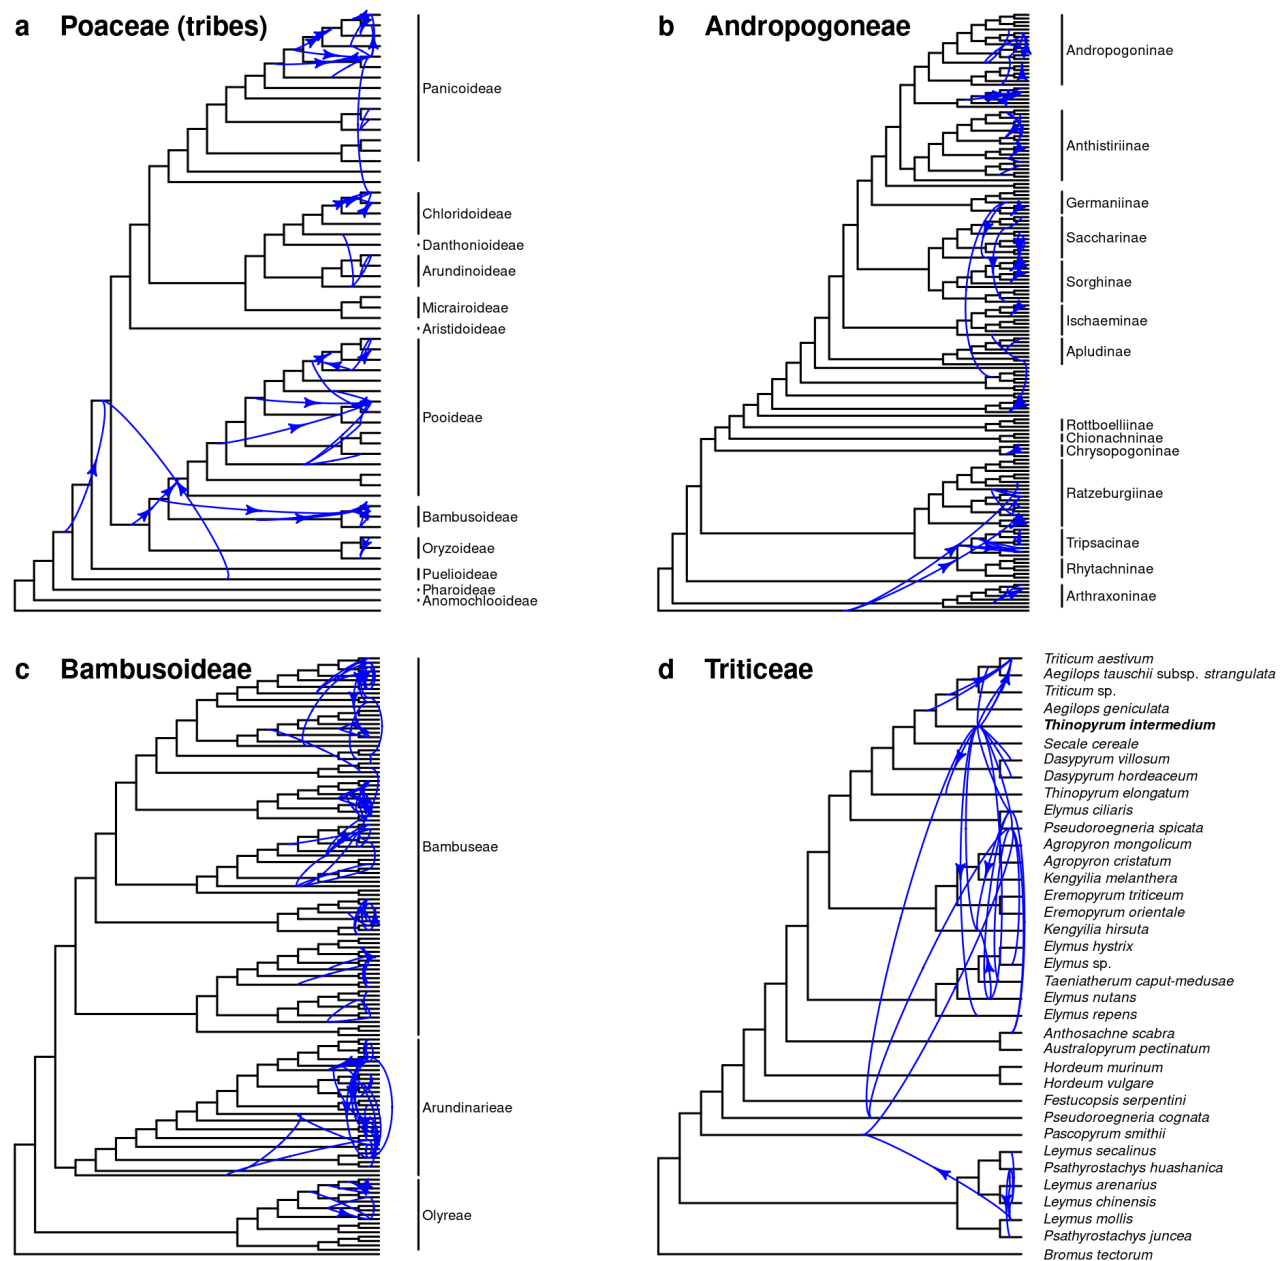 a Poaceae (tribes)
Panicoideae
Chloridoideae
Danthonioideae
Arundinoideae
Micrairoideae
Aristidoideae
Pooideae
Bambusoideae
Oryzoideae
Puelioideae
Pharoideae
Anomochlooideae
b Andropogoneae
Andropogoninae
Anthistiriinae
Germaniinae
Saccharinae
Sorghinae
Ischaeminae
Apludinae
Rottboelliinae
Chionachninae
Chrysopogoninae
Ratzeburgiinae
Tripsacinae
Rhytachninae
Arthraxoninae
c Bambusoideae
Bambuseae
Arundinarieae
Olyreae
d Triticeae
Triticum aestivum
Aegilops tauschii subsp. strangulata
Triticum sp.
Aegilops geniculata
Thinopyrum intermedium
Secale cereale
Dasypyrum villosum
Dasypyrum hordeaceum
Thinopyrum elongatum
Elymus ciliaris
Pseudoroegneria spicata
Agropyron mongolicum
Agropyron cristatum
Kengyilia melanthera
Eremopyrum triticeum
Eremopyrum orientale
Kengyilia hirsuta
Elymus hystrix
Elymus sp.
Taeniatherum caput-medusae
Elymus nutans
Elymus repens
Anthosachne scabra
Australopyrum pectinatum
Hordeum murinum
Hordeum vulgare
Festucopsis serpentini
Pseudoroegneria cognata
Pascopyrum smithii
Leymus secalinus
Psathyrostachys huashanica
Leymus arenarius
Leymus chinensis
Leymus mollis
Psathyrostachys juncea
Bromus tectorum